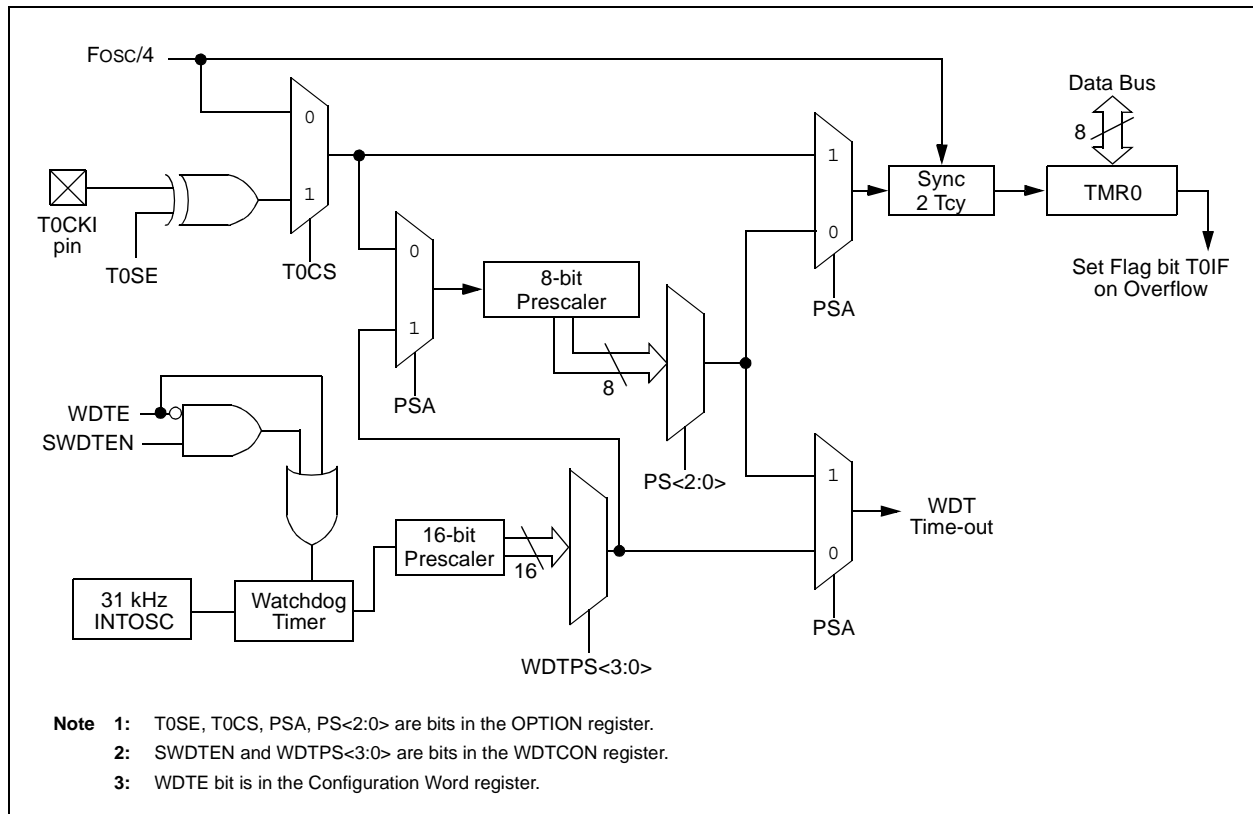 FOSC/4
Data Bus
8
0
1
T0CKI
pin
T0SE
T0CS
1
0
PSA
Sync
2 Tcy
TMR0
Set Flag bit T0IF
on Overflow
0
1
PSA
8-bit
Prescaler
8
PS<2:0>
WDTE
SWDTEN
1
0
PSA
WDT
Time-out
16-bit
Prescaler
16
WDTPS<3:0>
31 kHz
INTOSC
Watchdog
Timer
Note 1: T0SE, T0CS, PSA, PS<2:0> are bits in the OPTION register.
2: SWDTEN and WDTPS<3:0> are bits in the WDTCON register.
3: WDTE bit is in the Configuration Word register.